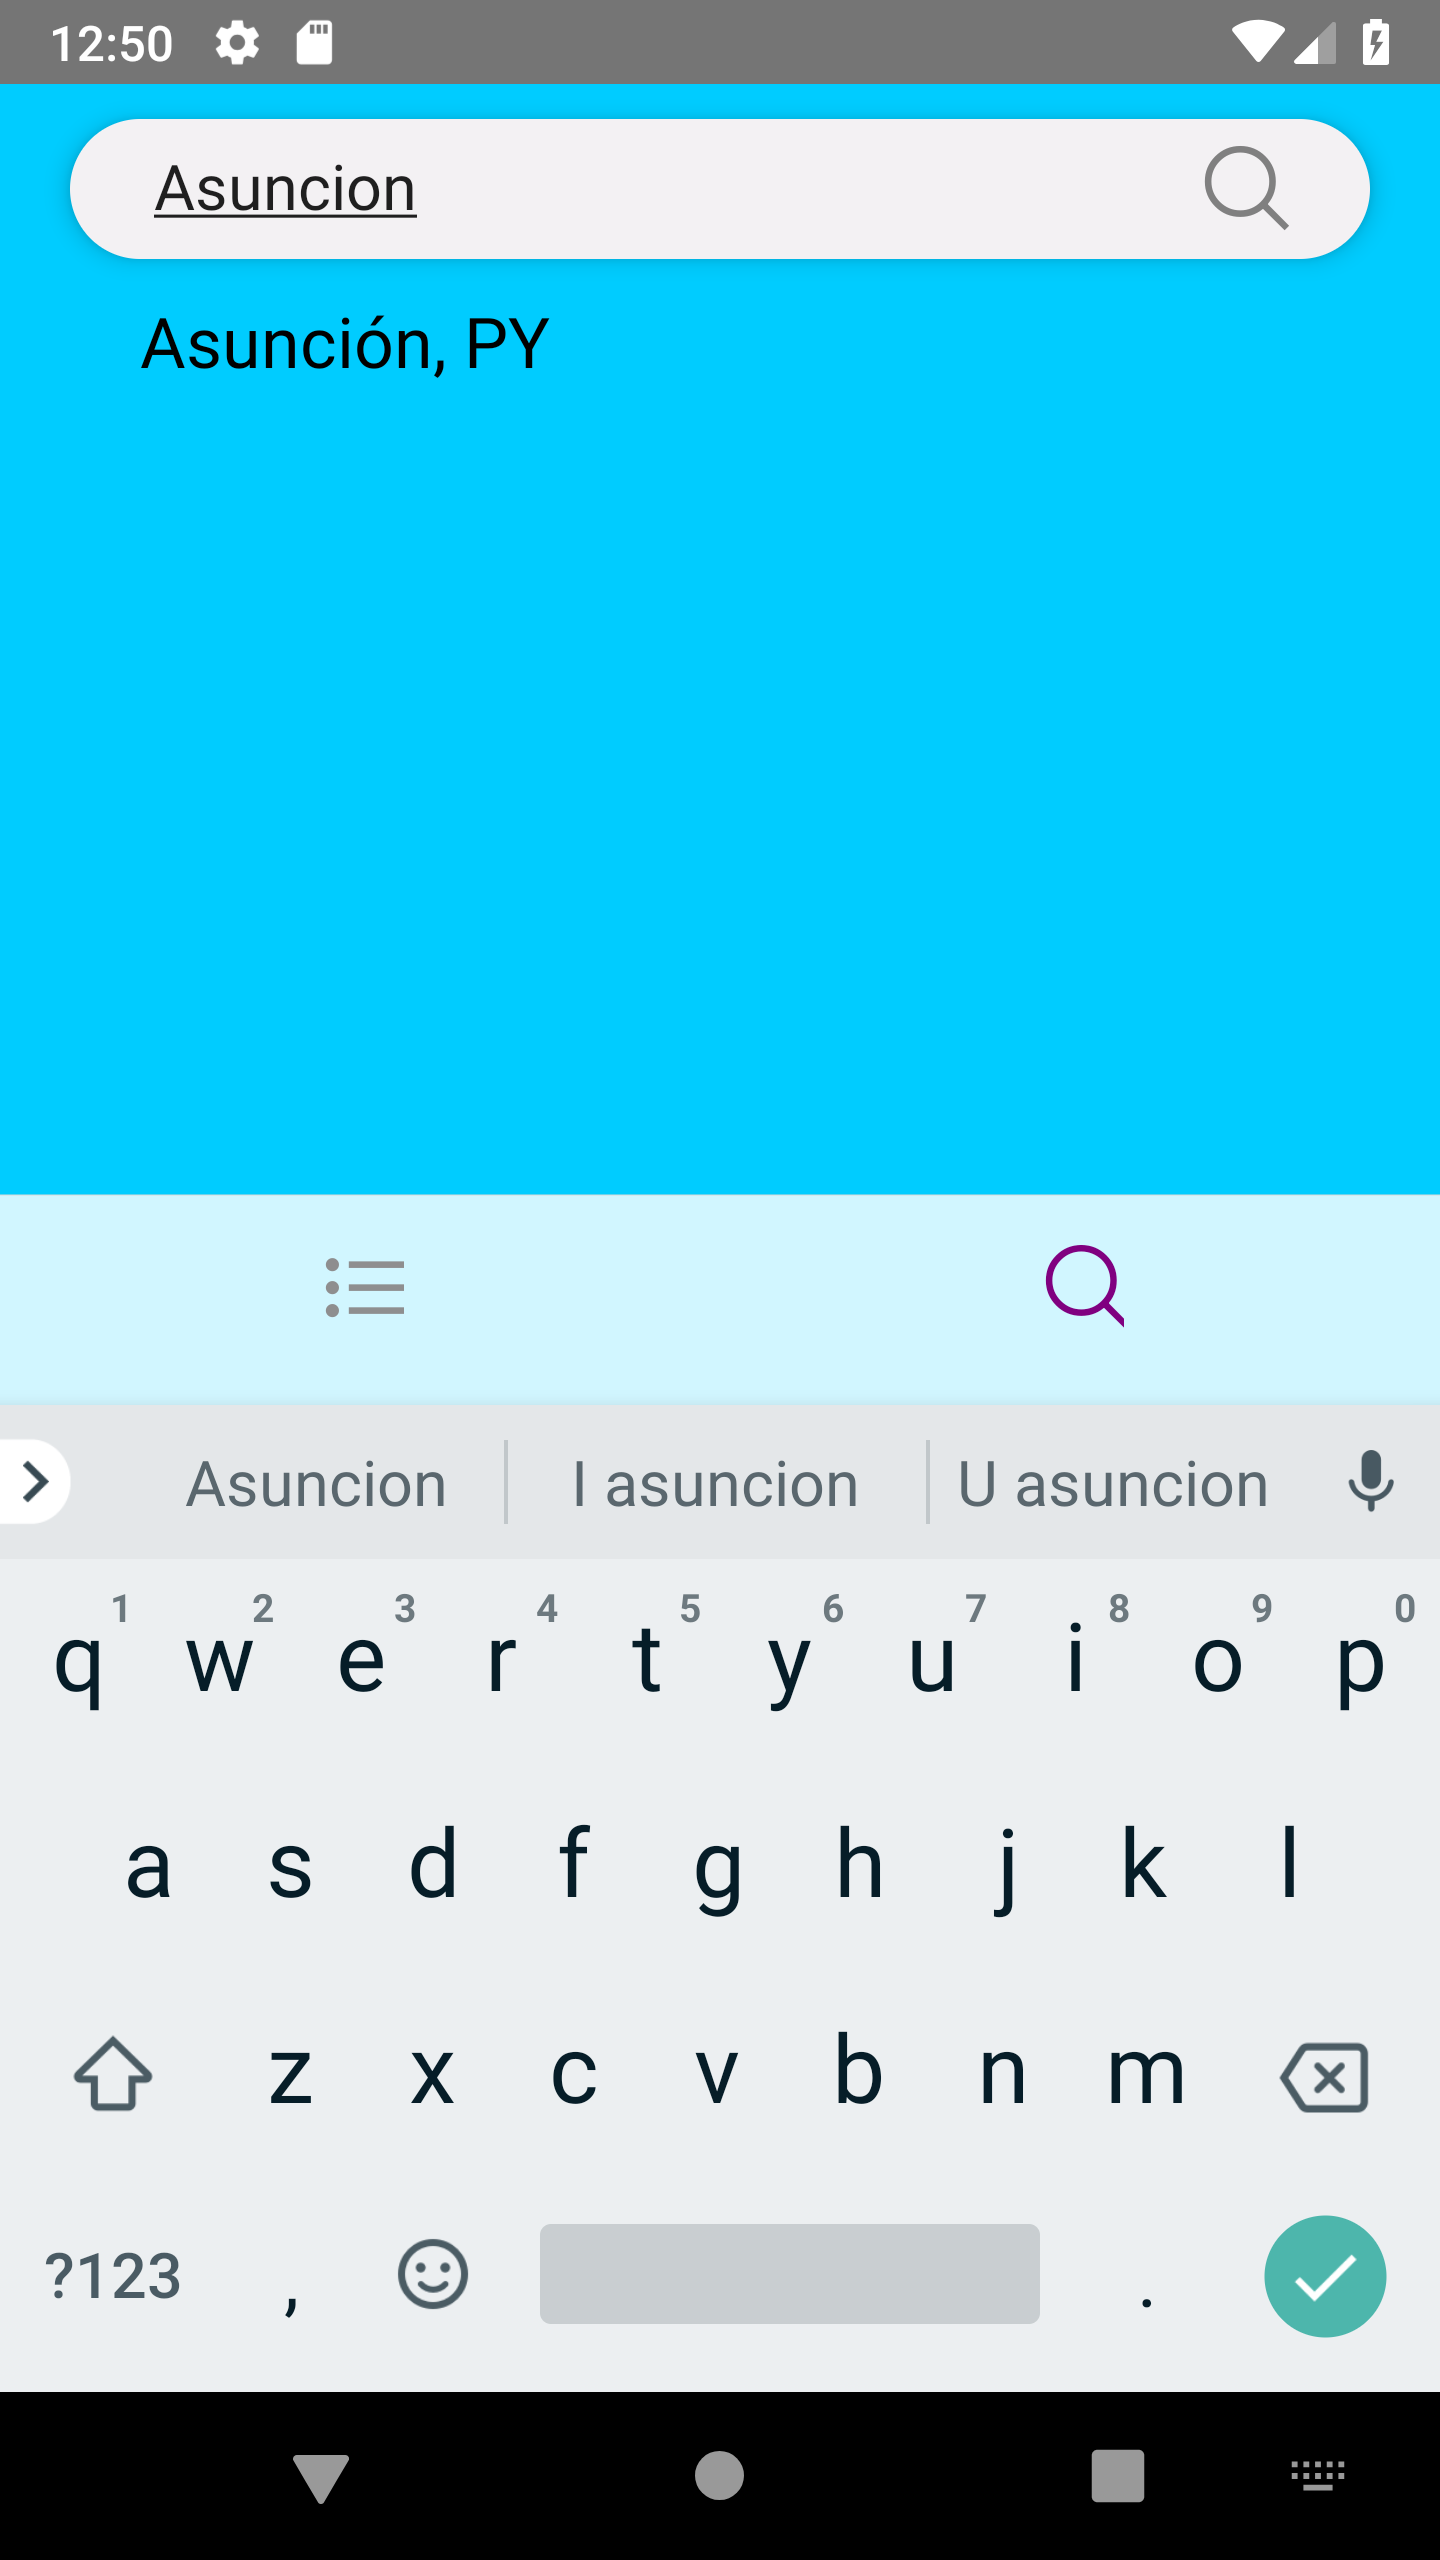 12:50
Asuncion
Asunción, PY
Asuncion I asuncion U asuncion
1 2 3 4 5 6 7 8 9 0
q w e r t y u i o p
a s d f g h j k l
z x c v b n m
?123 , .